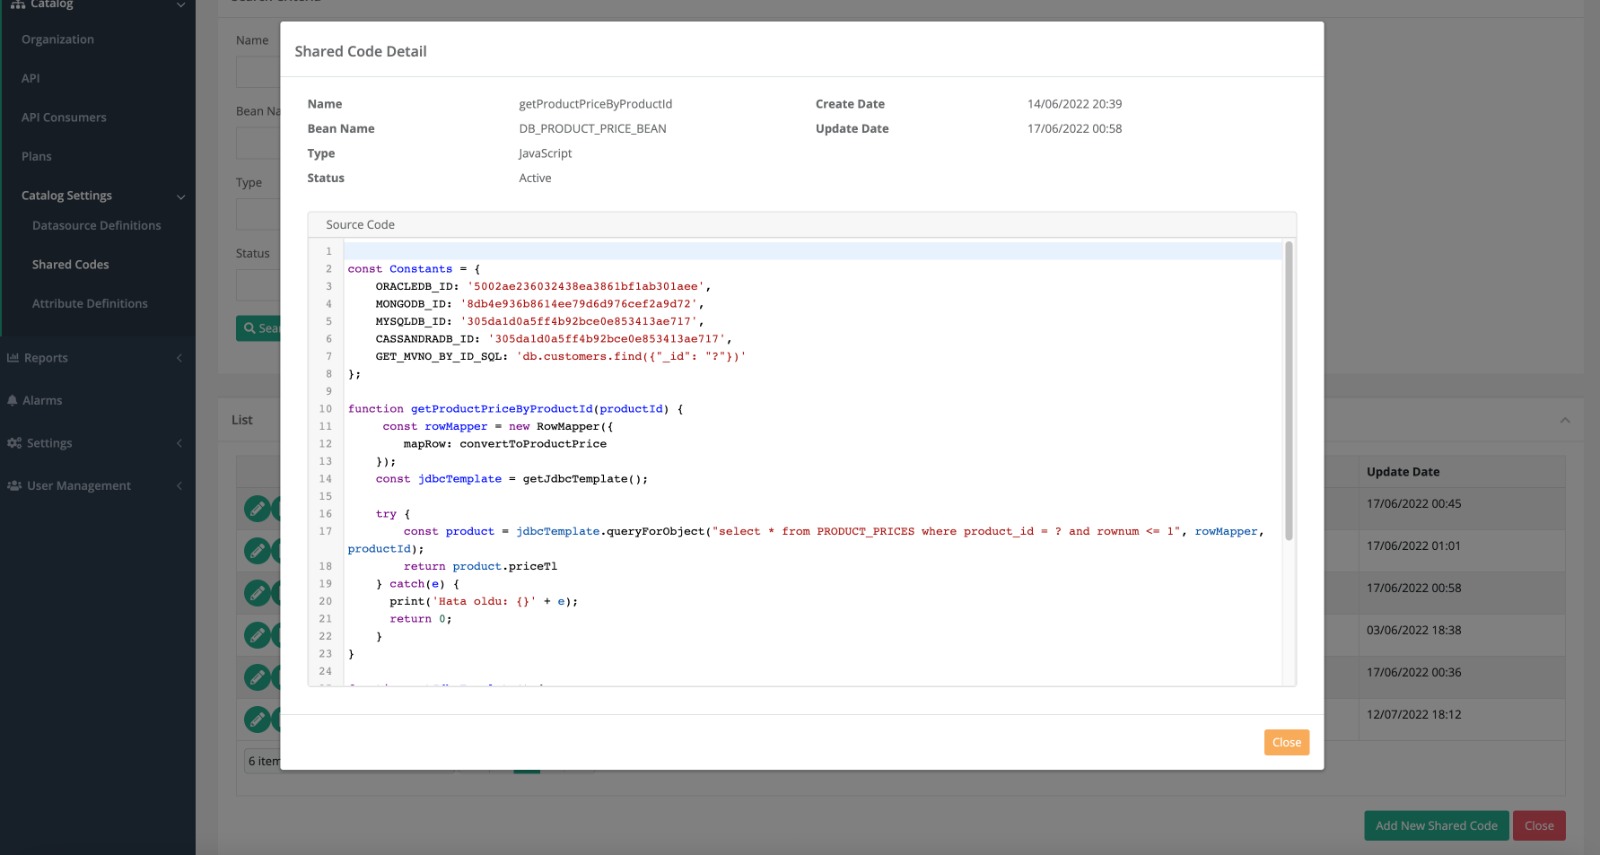 Catalog
Organization
API
API Consumers
Plans
Catalog Settings
Datasource Definitions
Shared Codes
Attribute Definitions
Reports
Alarms
Settings
User Management
Name
Bean
Type
Status
List
6
Shared Code Detail
Name getProductPriceByProductId Create Date 14/06/2022 20:39
Bean Name DB_PRODUCT_PRICE_BEAN Update Date 17/06/2022 00:58
Type JavaScript
Status Active
Source Code
1
2 const Constants = {
3 ORACLEDB_ID: '5002ae236032438ea3861bf1ab301aee',
4 MONGODB_ID: '8db4e936b8614ee79d6d976cef2a9d72',
5 MYSQLDB_ID: '305da1d0a5ff4b92bce0e853413ae717',
6 CASSANDRADB_ID: '305da1d0a5ff4b92bce0e853413ae717',
7 GET_MVNO_BY_ID_SQL: 'db.customers.find({"_id": "?"})'
8 };
9
10 function getProductPriceByProductId(productId) {
11 const rowMapper = new RowMapper({
12 mapRow: convertToProductPrice
13 });
14 const jdbcTemplate = getJdbcTemplate();
15
16 try {
17 const product = jdbcTemplate.queryForObject("select * from PRODUCT_PRICES where product_id = ? and rownum <= 1", rowMapper,
productId);
18 return product.priceTl
19 } catch(e) {
20 print('Hata oldu: {}' + e);
21 return 0;
22 }
23 }
24
Close
Update Date
17/06/2022 00:45
17/06/2022 01:01
17/06/2022 00:58
03/06/2022 18:38
17/06/2022 00:36
12/07/2022 18:12
Add New Shared Code Close